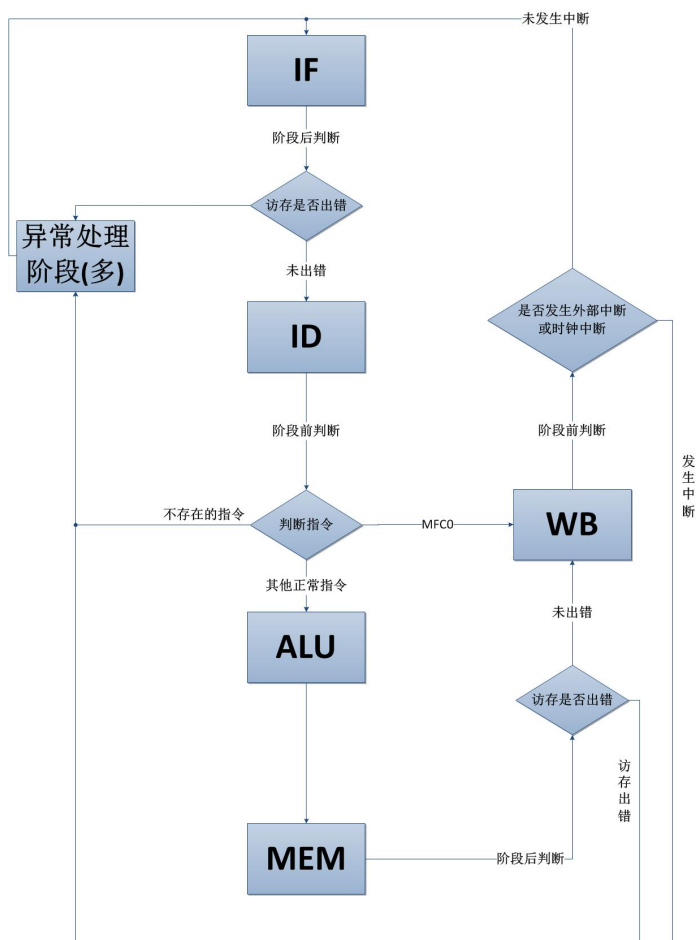 未发生中断
IF
阶段后判断
访存是否出错
异常处理
阶段(多)
未出错
ID
是否发生外部中断
或时钟中断
阶段前判断
阶段前判断
发生中断
不存在的指令
判断指令
MFC0
WB
其他正常指令
未出错
ALU
访存是否出错
访存出错
MEM
阶段后判断